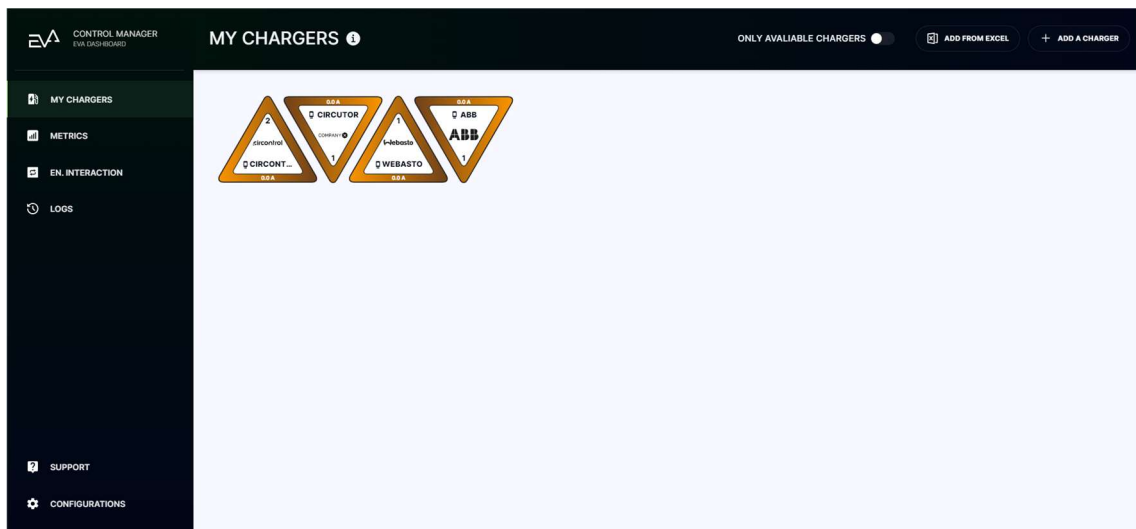 EVA
CONTROL MANAGER
EVA DASHBOARD
MY CHARGERS
ONLY AVALIABLE CHARGERS
ADD FROM EXCEL
+ ADD A CHARGER
MY CHARGERS
METRICS
EN. INTERACTION
LOGS
2
circontrol
CIRCONT...
0.0 A
0.0 A
CIRCUTOR
COMPANY
1
1
Webasto
WEBASTO
0.0 A
0.0 A
ABB
ABB
1
SUPPORT
CONFIGURATIONS